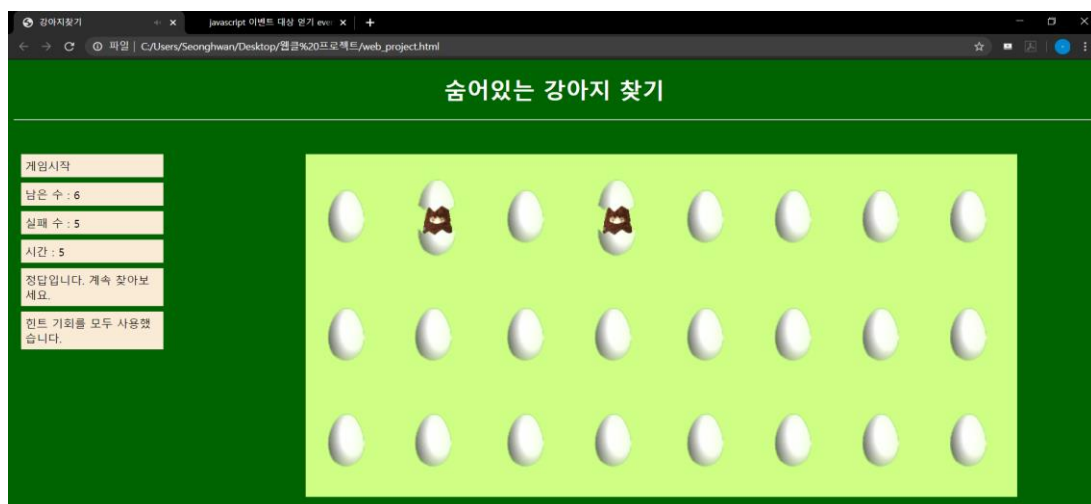 강아지찾기
javascript 이벤트 대상 얻기 ever
파일 | C:/Users/Seonghwan/Desktop/웹클%20프로젝트/web_project.html
숨어있는 강아지 찾기
게임시작
남은 수 : 6
실패 수 : 5
시간 : 5
정답입니다. 계속 찾아보
세요.
힌트 기회를 모두 사용했
습니다.